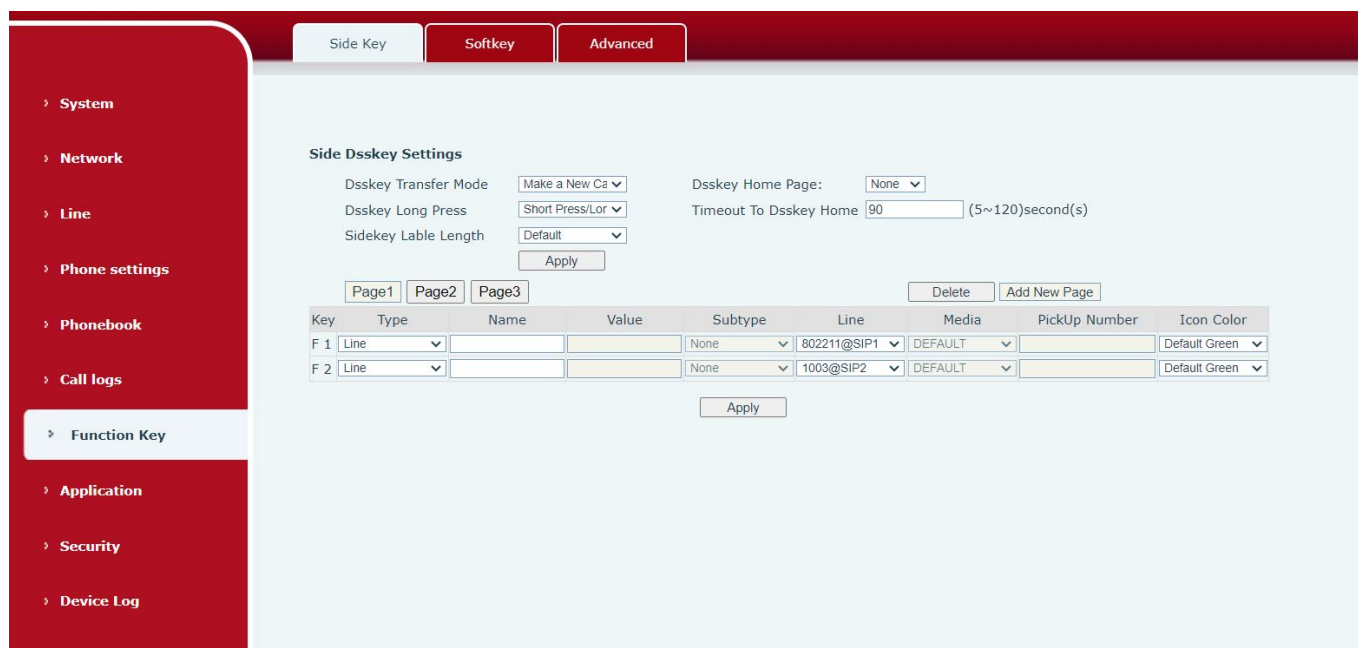 Side Key Softkey Advanced
System
Network
Line
Phone settings
Phonebook
Call logs
Function Key
Application
Security
Device Log
Side Dsskey Settings
Dsskey Transfer Mode Make a New Ca Dsskey Home Page: None
Dsskey Long Press Short Press/Lor Timeout To Dsskey Home 90 (5~120)second(s)
Sidekey Lable Length Default
Apply
Page1 Page2 Page3 Delete Add New Page
Key Type Name Value Subtype Line Media PickUp Number Icon Color
F 1 Line None 802211@SIP1 DEFAULT Default Green
F 2 Line None 1003@SIP2 DEFAULT Default Green
Apply